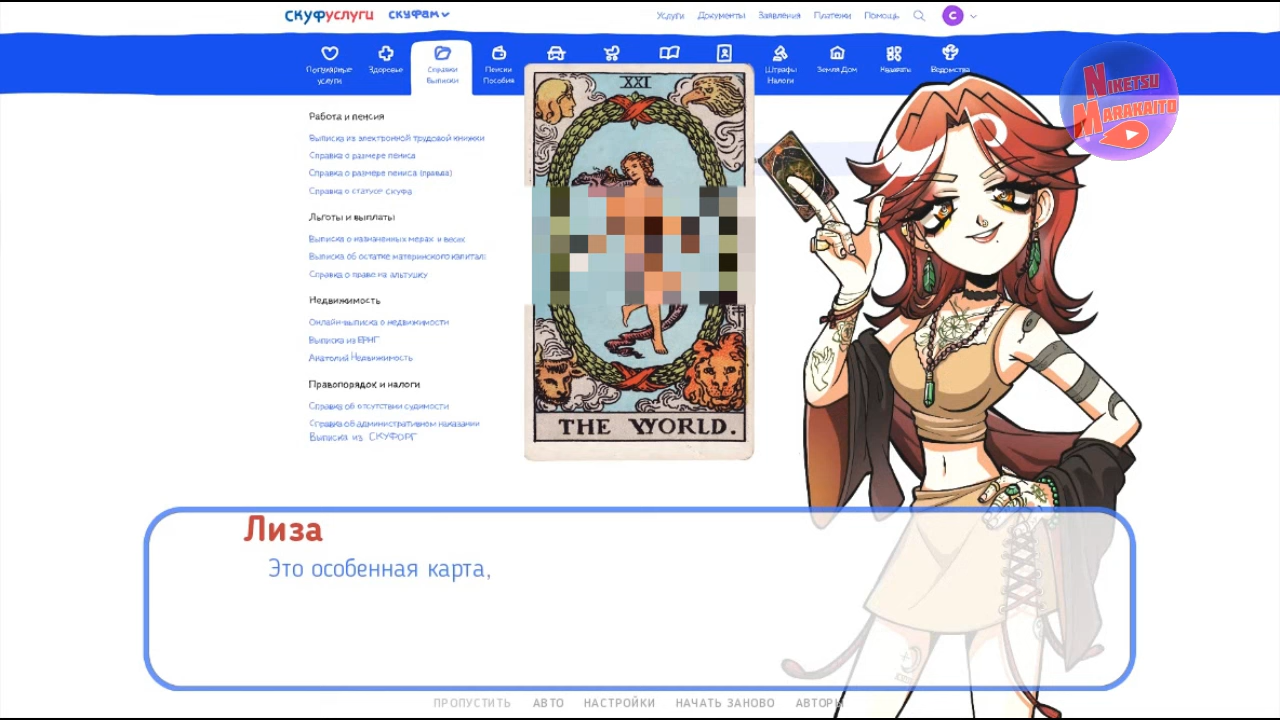 скуфуслуги скуфам
Услуги Документы Заявления Платежи Помощь С
Популярные услуги
Здоровье
Справки Выписки
Пенсии Пособия
Штрафы Налоги
Земля Дом
Ведомства
NIKETSU
MARAKAITO
Работа и пенсия
Выписка из электронной трудовой книжки
Справка о размере пениса
Справка о размере пениса (правда)
Справка о статусе скуфа
Льготы и выплаты
Выписка о назначенных мерах и весах
Выписка об остатке материнского капитал:
Справка о праве на альтушку
Недвижимость
Онлайн-выписка о недвижимости
Выписка из ЕРНГ
Анатолий Недвижимость
Правопорядок и налоги
Справка об отсутствии судимости
Справка об административном наказании
Выписка из СКУФОРГ
XXI
THE WORLD.
Лиза
Это особенная карта,
ПРОПУСТИТЬ АВТО НАСТРОЙКИ НАЧАТЬ ЗАНОВО АВТОРЫ